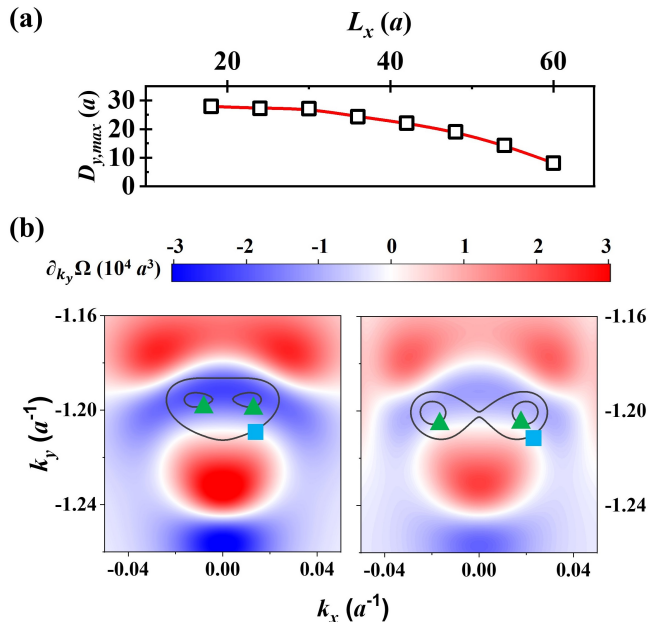 (a)
L_x (a)
20 40 60
30
20
10
0
D_{y,max} (a)
(b)
-3 -2 -1 0 1 2 3
∂_{k_y}Ω (10^4 a^3)
-1.16 -1.16
-1.20 -1.20
-1.24 -1.24
k_y (a^{-1})
-0.04 0.00 0.04 -0.04 0.00 0.04
k_x (a^{-1})